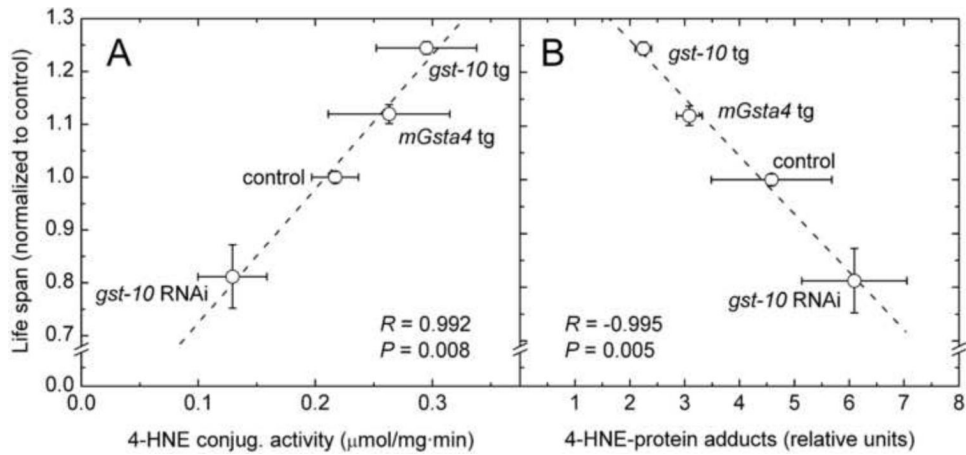 1.3
1.2
1.1
1.0
0.9
0.8
0.7
0.0
Life span (normalized to control)
A
gst-10 tg
mGsta4 tg
control
gst-10 RNAi
R = 0.992
P = 0.008
0.0 0.1 0.2 0.3
4-HNE conjug. activity (μmol/mg·min)
B
gst-10 tg
mGsta4 tg
control
gst-10 RNAi
R = -0.995
P = 0.005
1 2 3 4 5 6 7 8
4-HNE-protein adducts (relative units)